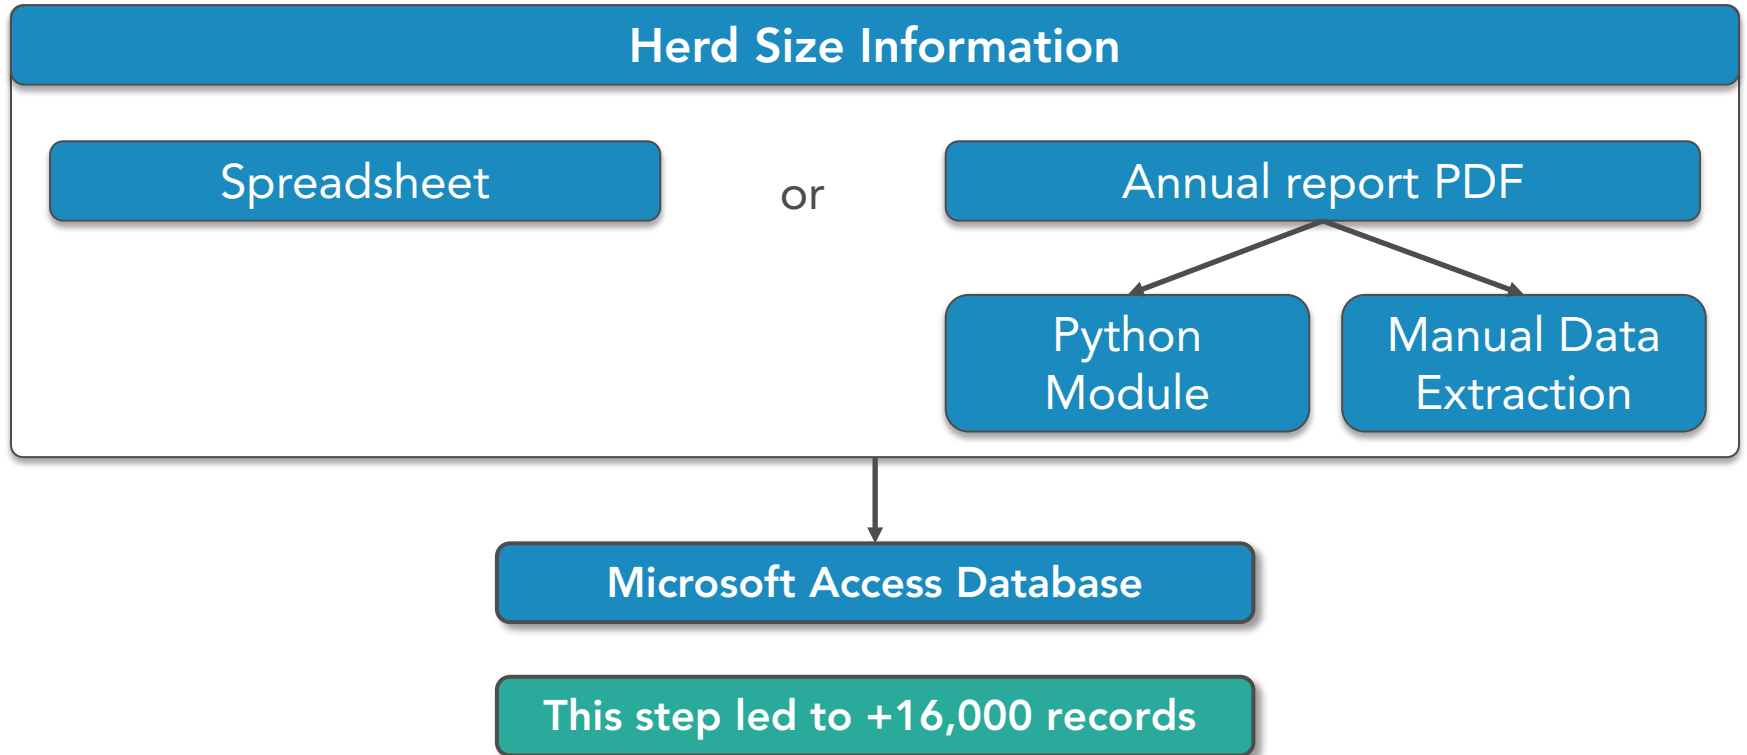 Herd Size Information
Spreadsheet
or
Annual report PDF
Python
Module
Manual Data
Extraction
Microsoft Access Database
This step led to +16,000 records